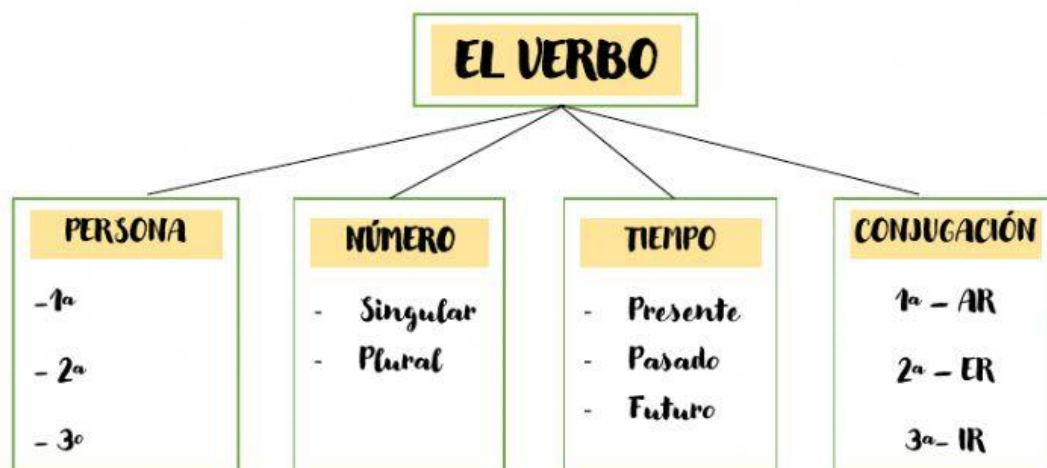 EL VERBO
PERSONA
-1ª
- 2ª
- 3º
NÚMERO
- Singular
- Plural
TIEMPO
- Presente
- Pasado
- Futuro
CONJUGACIÓN
1ª - AR
2ª - ER
3ª- IR